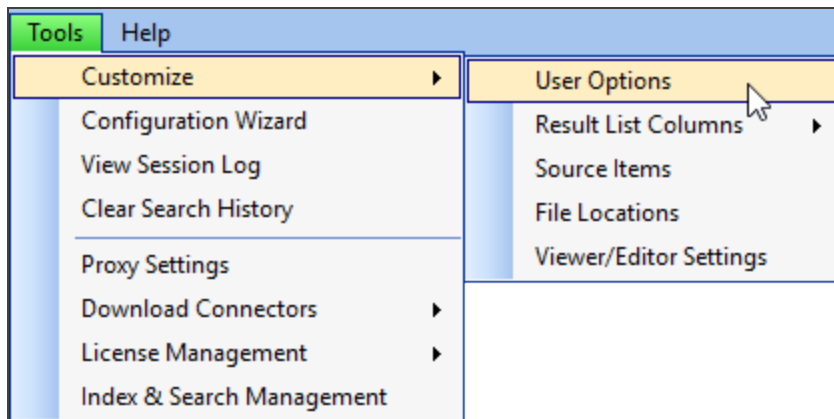 Tools Help
Customize
Configuration Wizard
View Session Log
Clear Search History
Proxy Settings
Download Connectors
License Management
Index & Search Management
User Options
Result List Columns
Source Items
File Locations
Viewer/Editor Settings